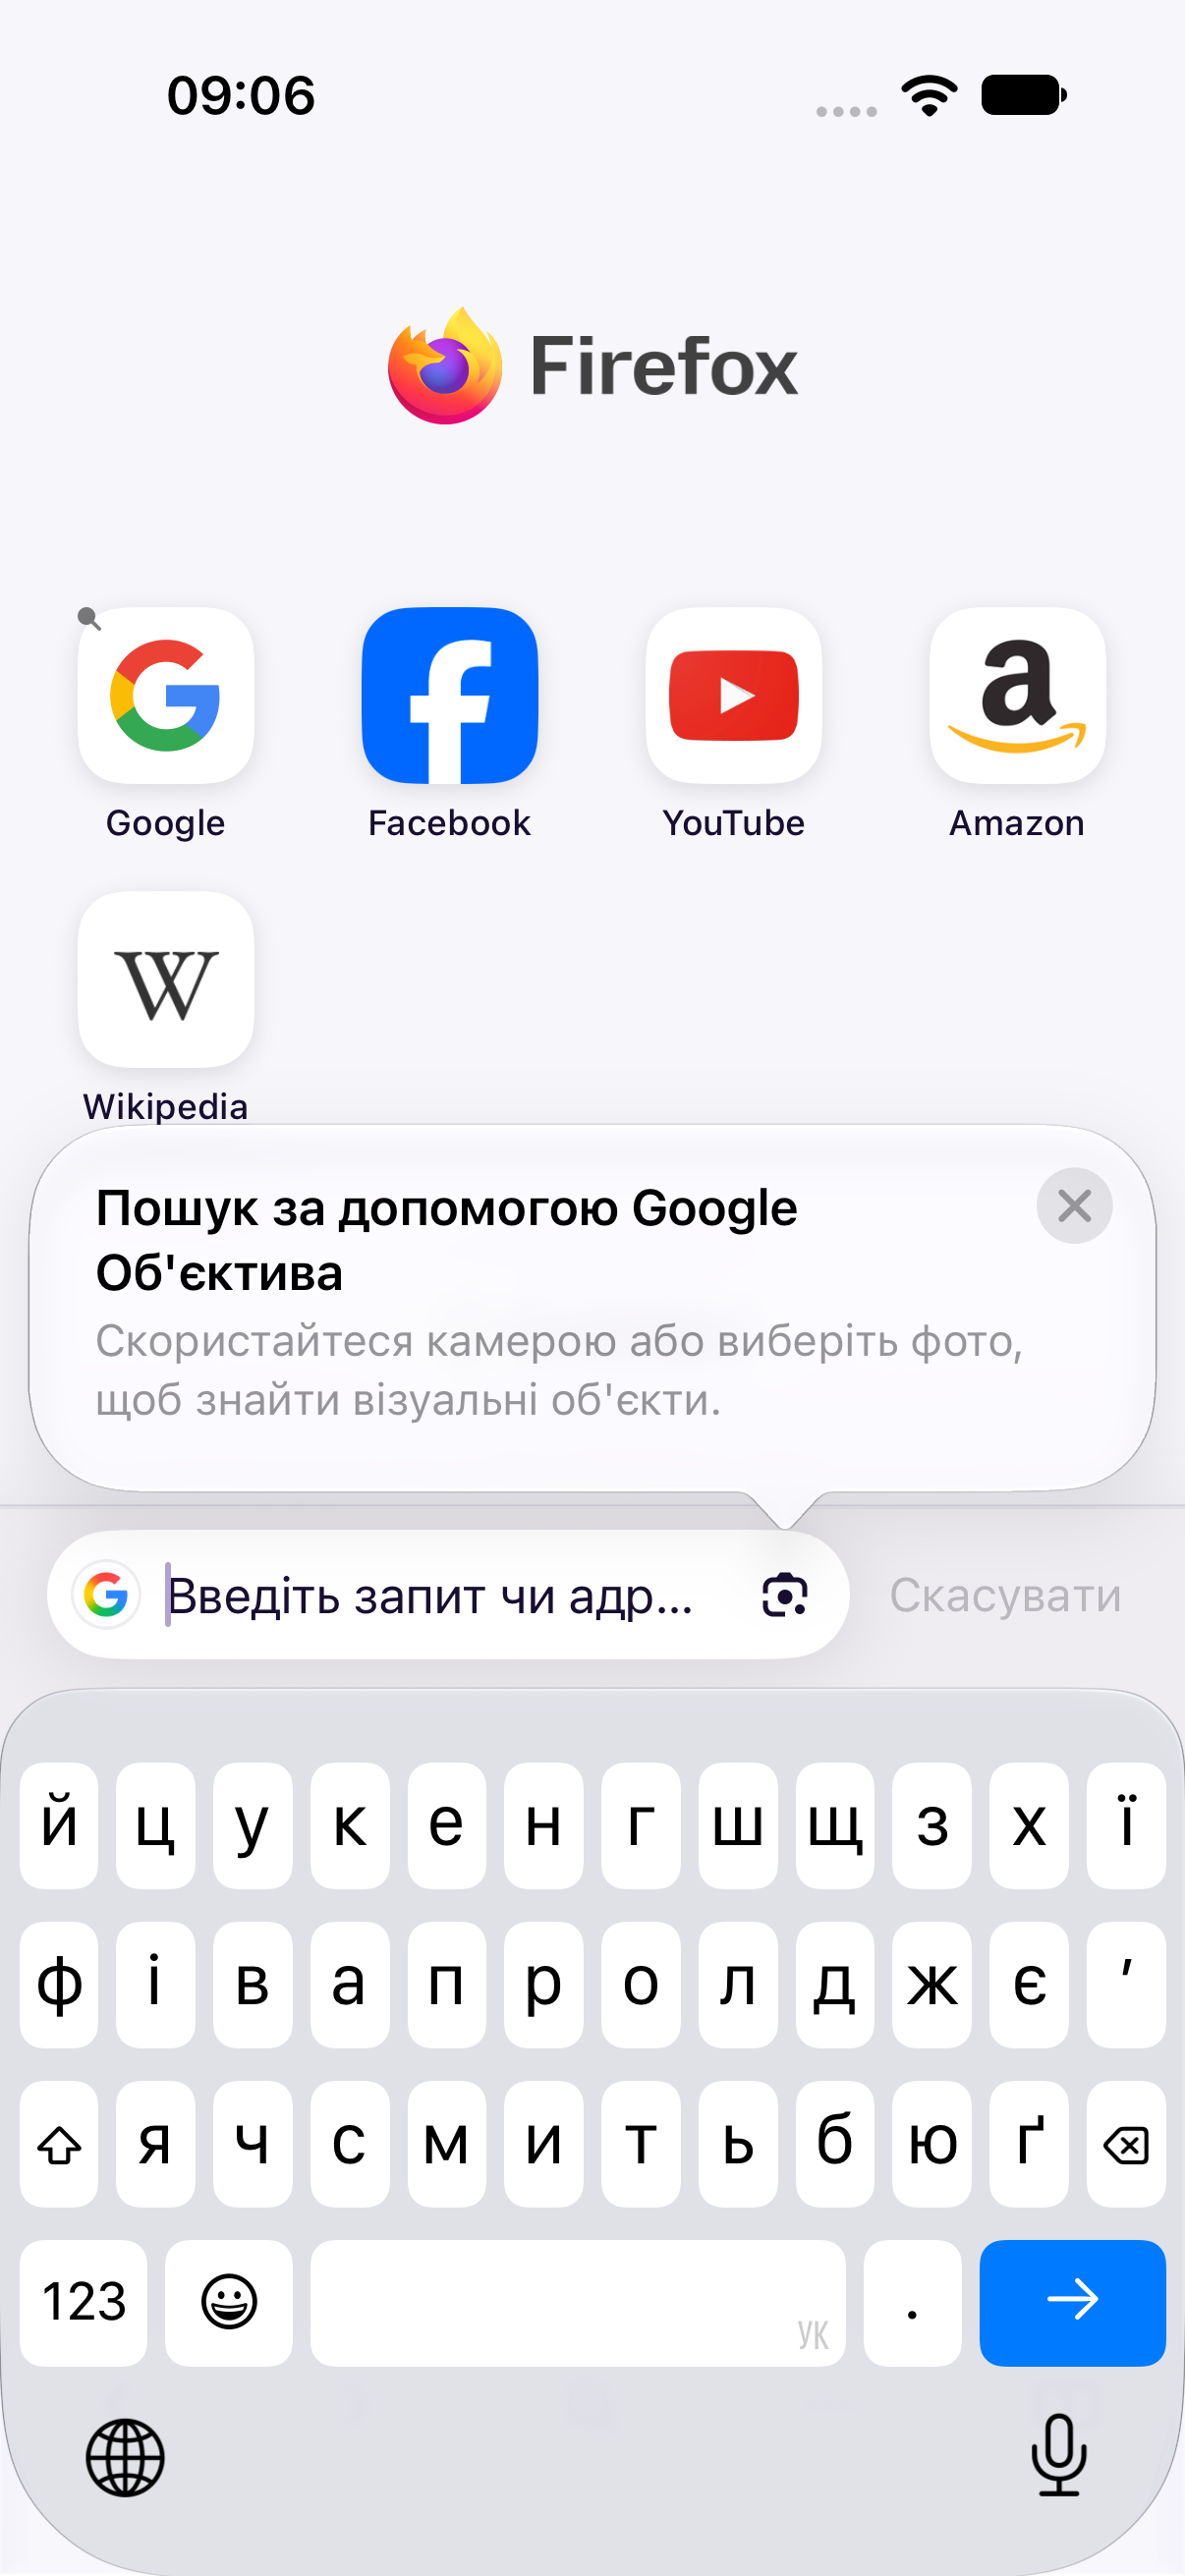 09:06
Firefox
Google
Facebook
YouTube
Amazon
Wikipedia
Пошук за допомогою Google
Об'єктива
Скористайтеся камерою або виберіть фото,
щоб знайти візуальні об'єкти.
Введіть запит чи адр...
Скасувати
й ц у к е н г ш щ з х ї
ф і в а п р о л д ж є ʼ
я ч с м и т ь б ю ґ
123
УК
.